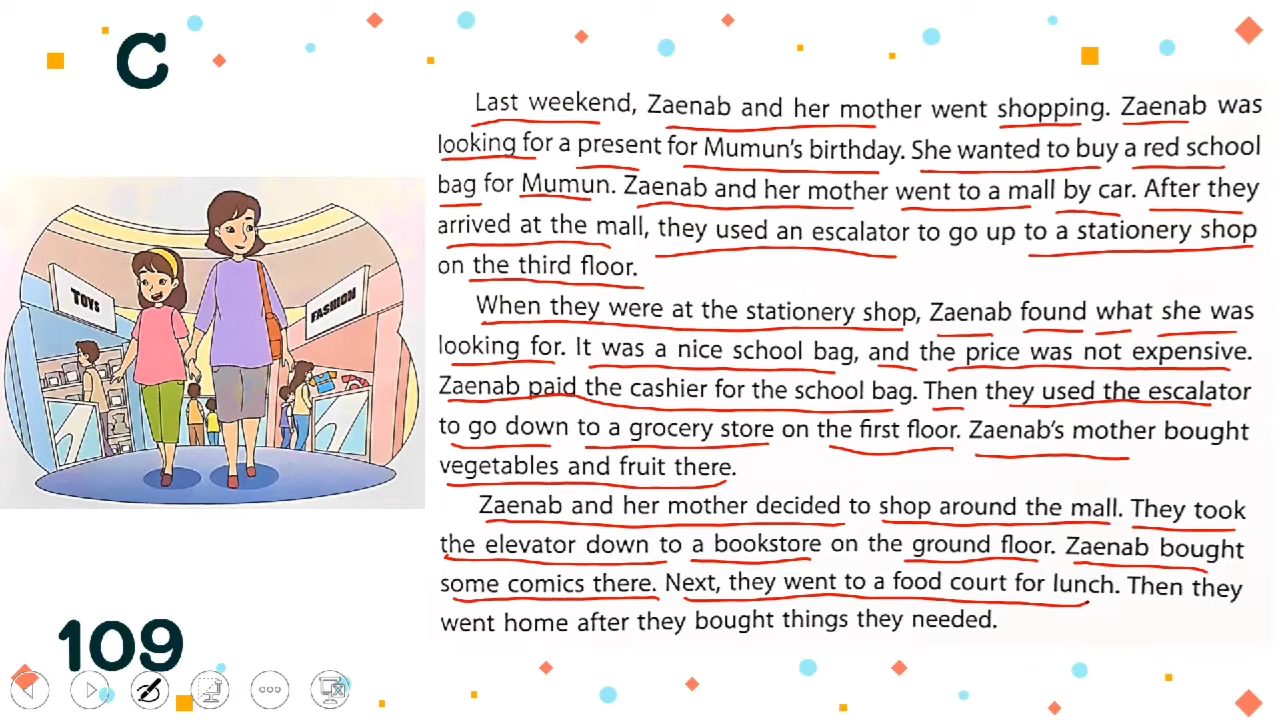 C
Last weekend, Zaenab and her mother went shopping. Zaenab was
looking for a present for Mumun's birthday. She wanted to buy a red school
bag for Mumun. Zaenab and her mother went to a mall by car. After they
arrived at the mall, they used an escalator to go up to a stationery shop
on the third floor.
When they were at the stationery shop, Zaenab found what she was
looking for. It was a nice school bag, and the price was not expensive.
Zaenab paid the cashier for the school bag. Then they used the escalator
to go down to a grocery store on the first floor. Zaenab's mother bought
vegetables and fruit there.
Zaenab and her mother decided to shop around the mall. They took
the elevator down to a bookstore on the ground floor. Zaenab bought
some comics there. Next, they went to a food court for lunch. Then they
went home after they bought things they needed.
TOYS
FASHION
109